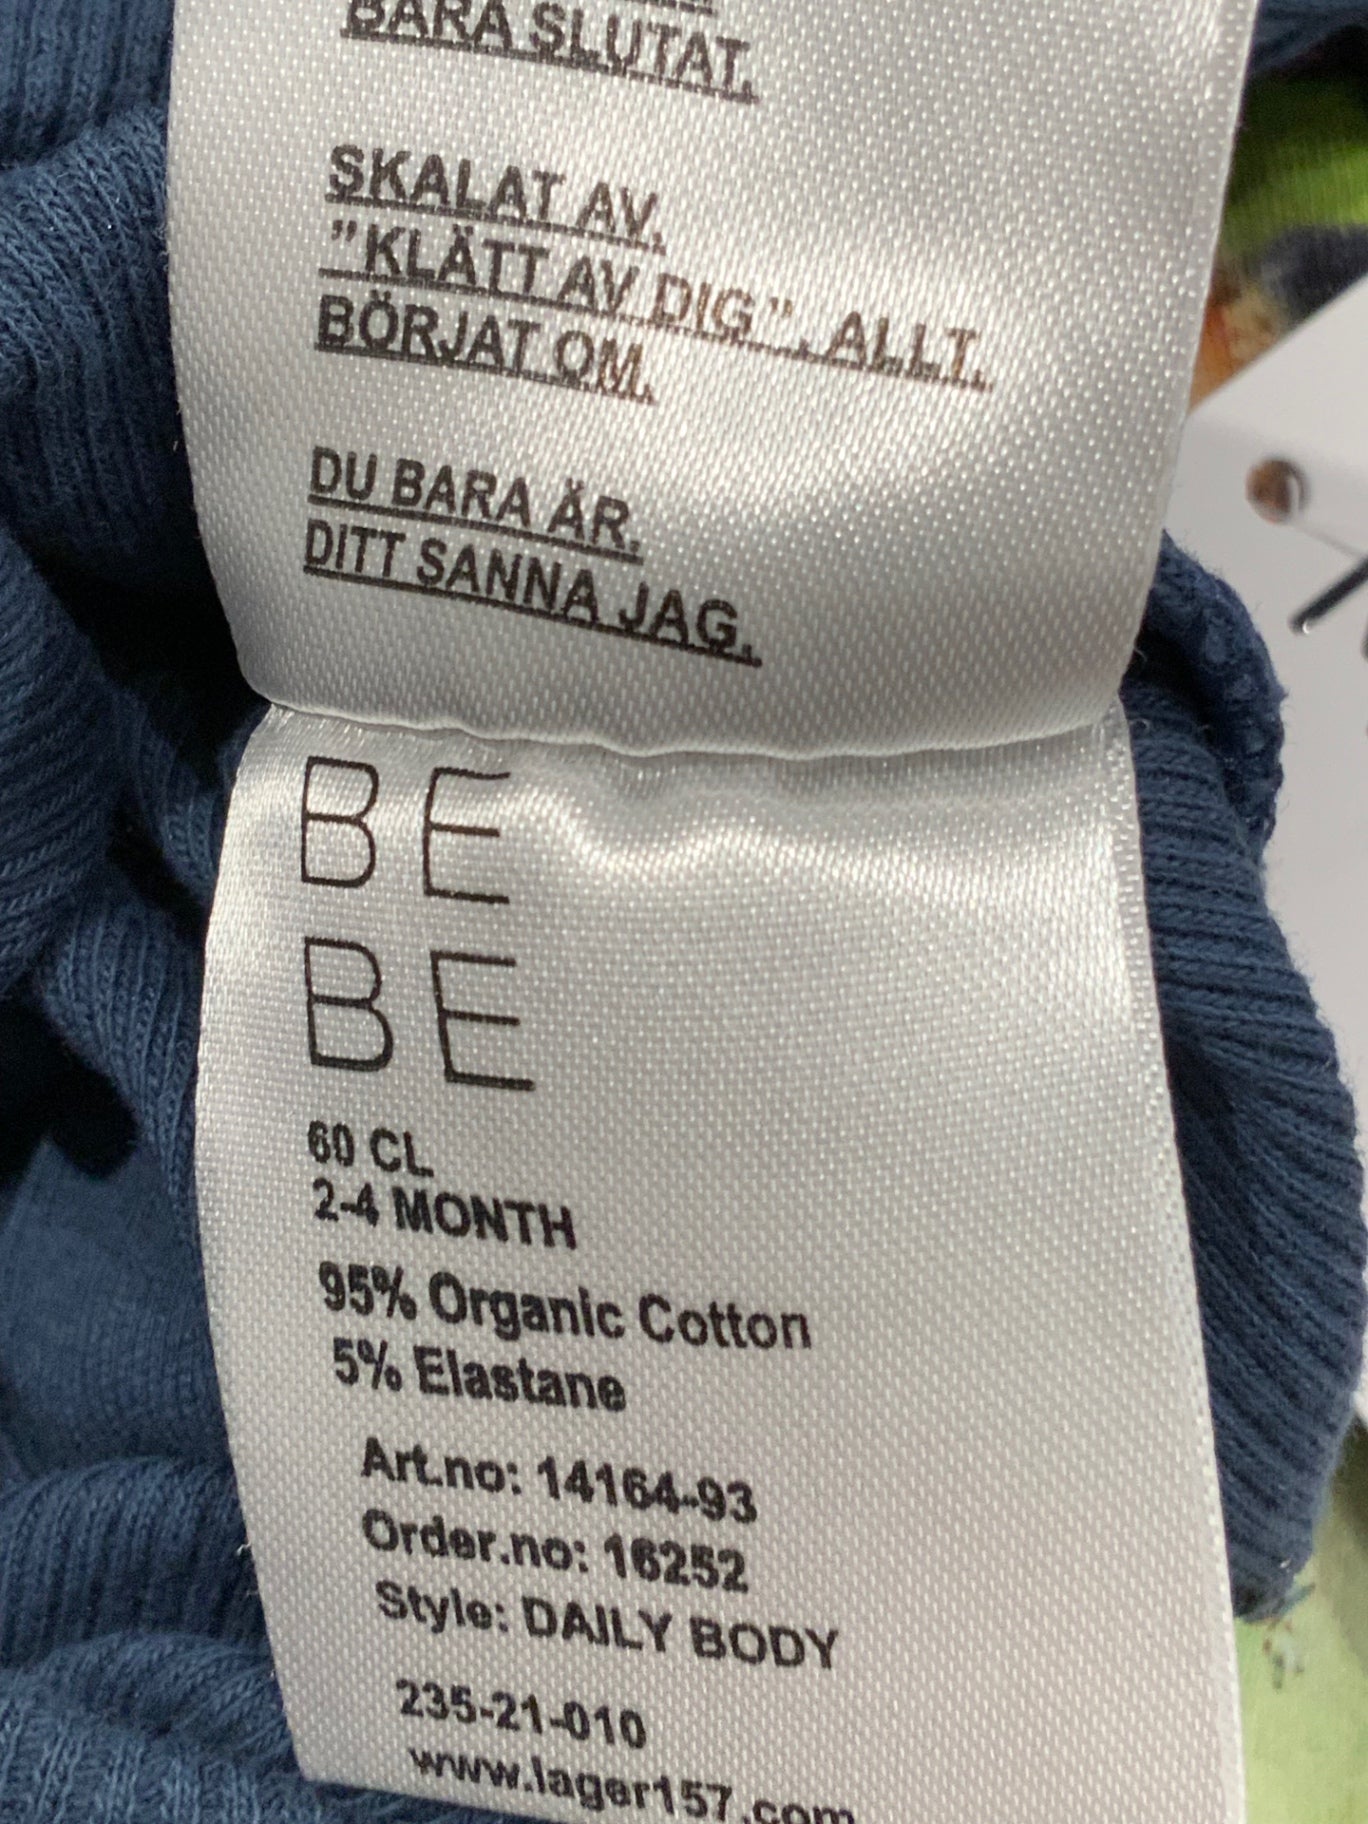 BARA SLUTAT.
SKALAT AV.
”KLÄTT AV DIG”. ALLT.
BÖRJAT OM.
DU BARA ÄR.
DITT SANNA JAG.
BE
BE
60 CL
2-4 MONTH
95% Organic Cotton
5% Elastane
Art.no: 14164-93
Order.no: 16252
Style: DAILY BODY
235-21-010
www.lager157.com